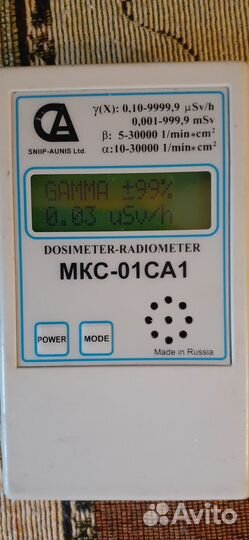 CA
SNIIP-AUNIS Ltd.
γ(X): 0,10-9999,9 μSv/h
0,001-999,9 mSv
β: 5-30000 1/min*cm²
α:10-30000 1/min*cm²
GAMMA ±99%
0.03 uSv/h
DOSIMETER-RADIOMETER
МКС-01СА1
POWER
MODE
Made in Russia
Avito